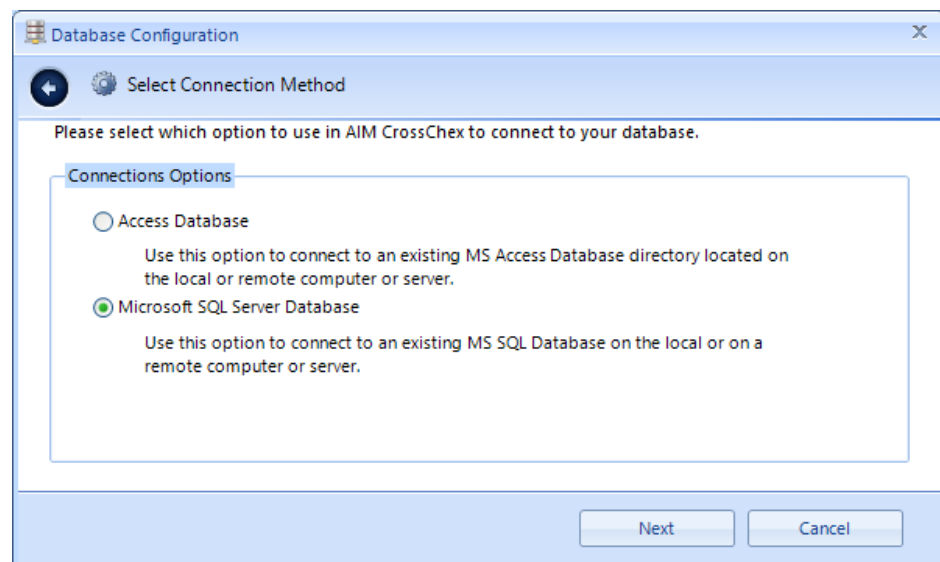 Database Configuration
Select Connection Method
Please select which option to use in AIM CrossChex to connect to your database.
Connections Options
Access Database
Use this option to connect to an existing MS Access Database directory located on
the local or remote computer or server.
Microsoft SQL Server Database
Use this option to connect to an existing MS SQL Database on the local or on a
remote computer or server.
Next Cancel